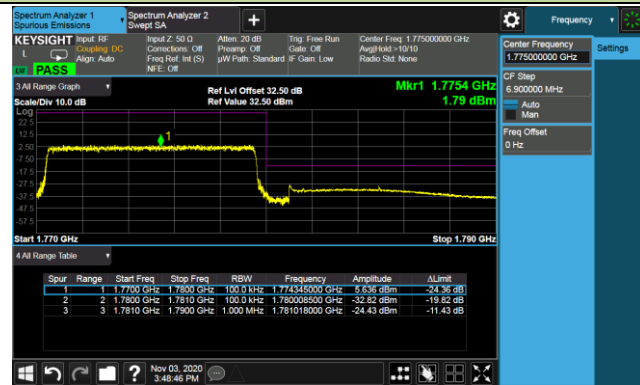 Spectrum Analyzer 1
Spurious Emissions
Spectrum Analyzer 2
Swept SA
+
Frequency
KEYSIGHT Input: RF
L Coupling: DC
Align: Auto
Input Z: 50 Ω
Corrections: Off
Freq Ref: Int (S)
NFE: Off
Atten: 20 dB
Preamp: Off
µW Path: Standard
Trig: Free Run
Gate: Off
IF Gain: Low
Center Freq: 1.775000000 GHz
Avg|Hold:>10/10
Radio Std: None
PASS
3 All Range Graph
Scale/Div 10.0 dB
Ref Lvl Offset 32.50 dB
Ref Value 32.50 dBm
Mkr1 1.7754 GHz
1.79 dBm
Log
22.5
12.5
2.50
-7.50
-17.5
-27.5
-37.5
-47.5
-57.5
1
Start 1.770 GHz
Stop 1.790 GHz
4 All Range Table
Spur Range Start Freq Stop Freq RBW Frequency Amplitude ΔLimit
1 1 1.7700 GHz 1.7800 GHz 100.0 kHz 1.774345000 GHz 5.636 dBm -24.36 dB
2 2 1.7800 GHz 1.7810 GHz 100.0 kHz 1.780008500 GHz -32.82 dBm -19.82 dB
3 3 1.7810 GHz 1.7900 GHz 1.000 MHz 1.781018000 GHz -24.43 dBm -11.43 dB
Center Frequency
1.775000000 GHz
Settings
CF Step
6.900000 MHz
Auto
Man
Freq Offset
0 Hz
?
Nov 03, 2020
3:48:46 PM